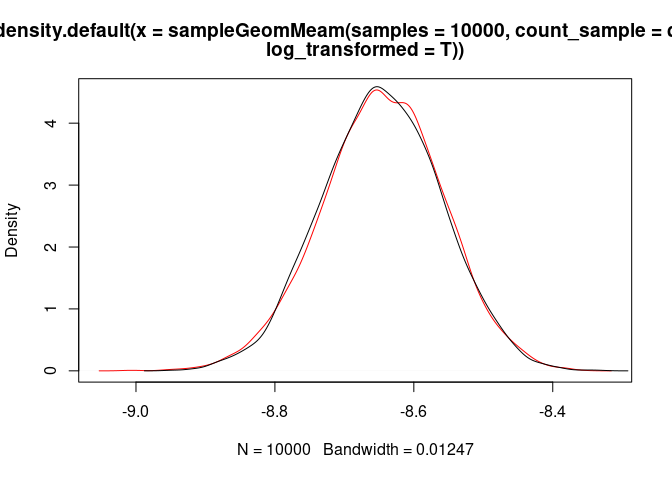 density.default(x = sampleGeomMeam(samples = 10000, count_sample = c
log_transformed = T))
Density
4
3
2
1
0
-9.0 -8.8 -8.6 -8.4
N = 10000 Bandwidth = 0.01247